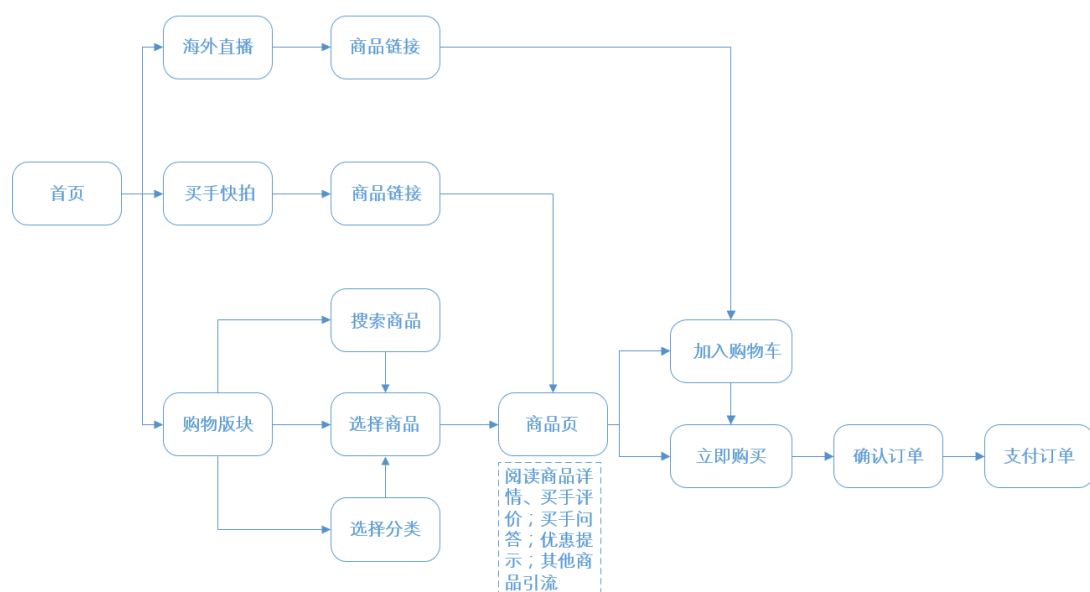 海外直播
商品链接
首页
买手快拍
商品链接
搜索商品
加入购物车
购物版块
选择商品
商品页
立即购买
确认订单
支付订单
阅读商品详
情、买手评
价；买手问
答；优惠提
示；其他商
品引流
选择分类